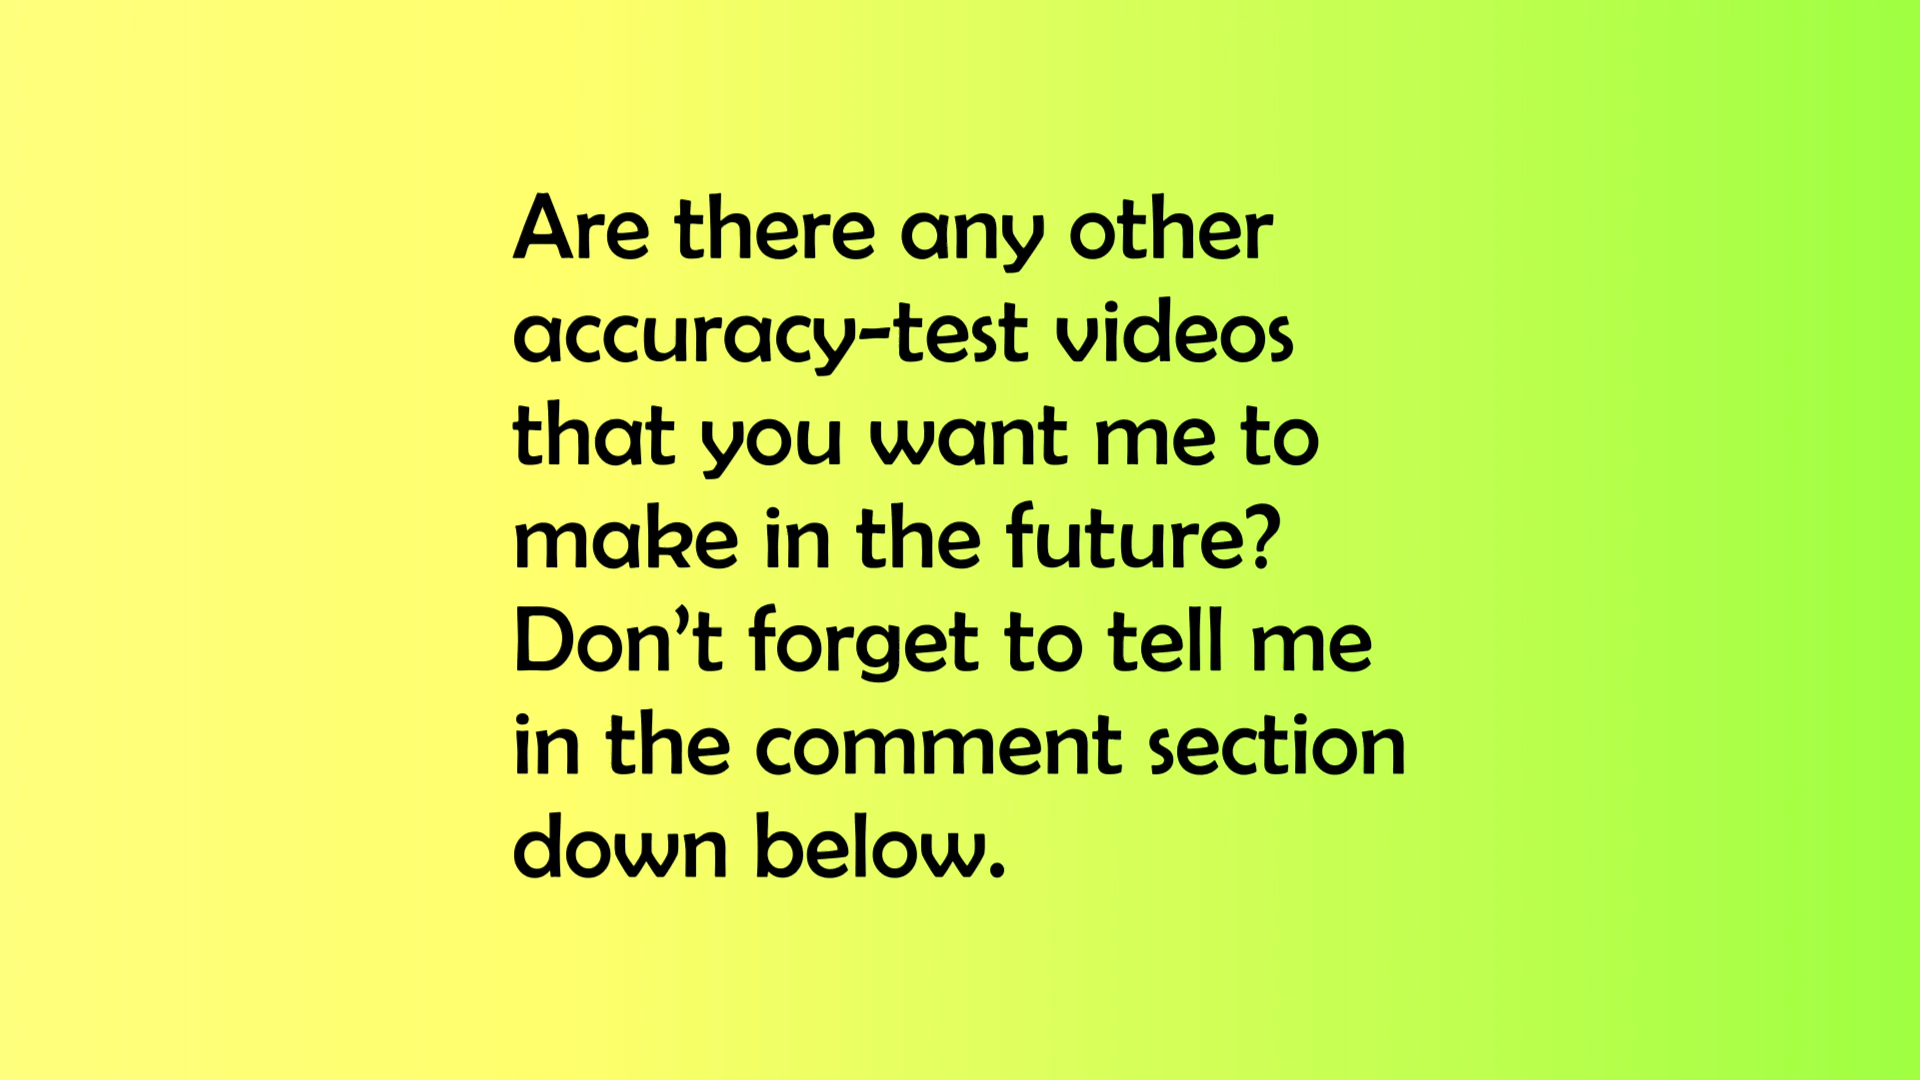 Are there any other
accuracy-test videos
that you want me to
make in the future?
Don’t forget to tell me
in the comment section
down below.